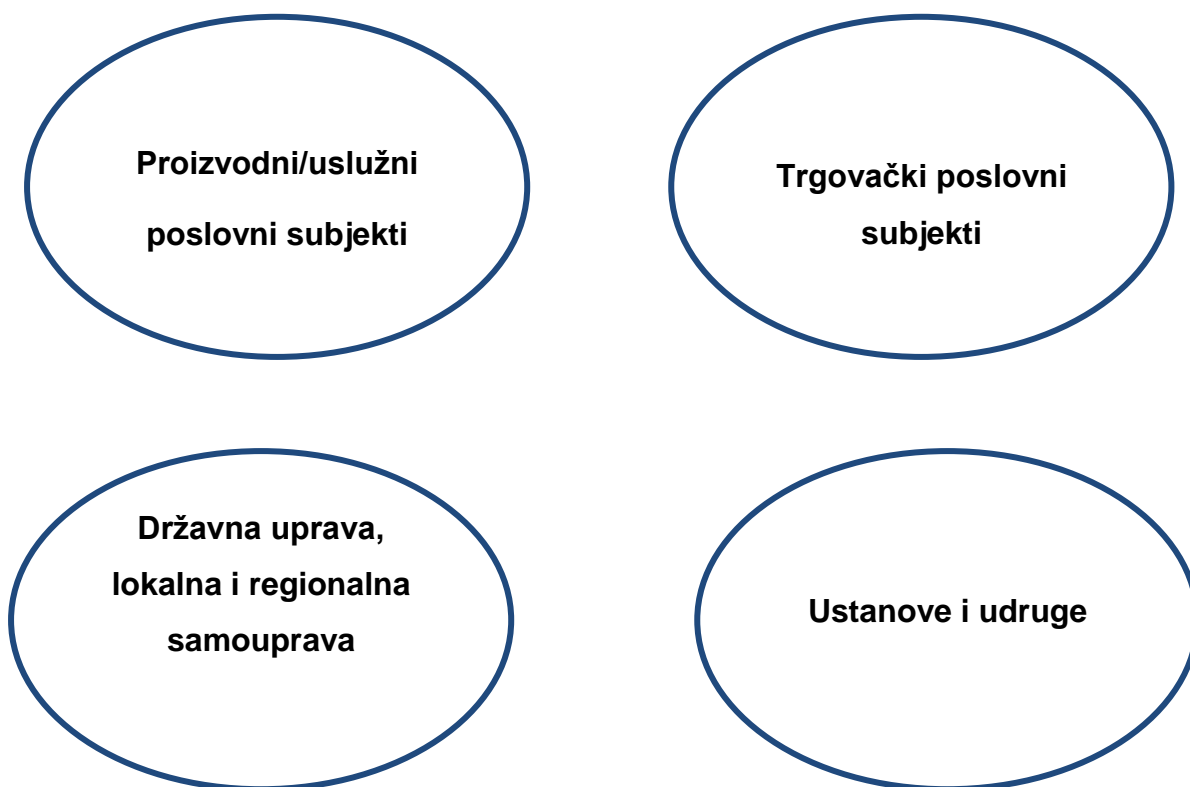 Proizvodni/uslužni
poslovni subjekti
Trgovački poslovni
subjekti
Državna uprava,
lokalna i regionalna
samouprava
Ustanove i udruge